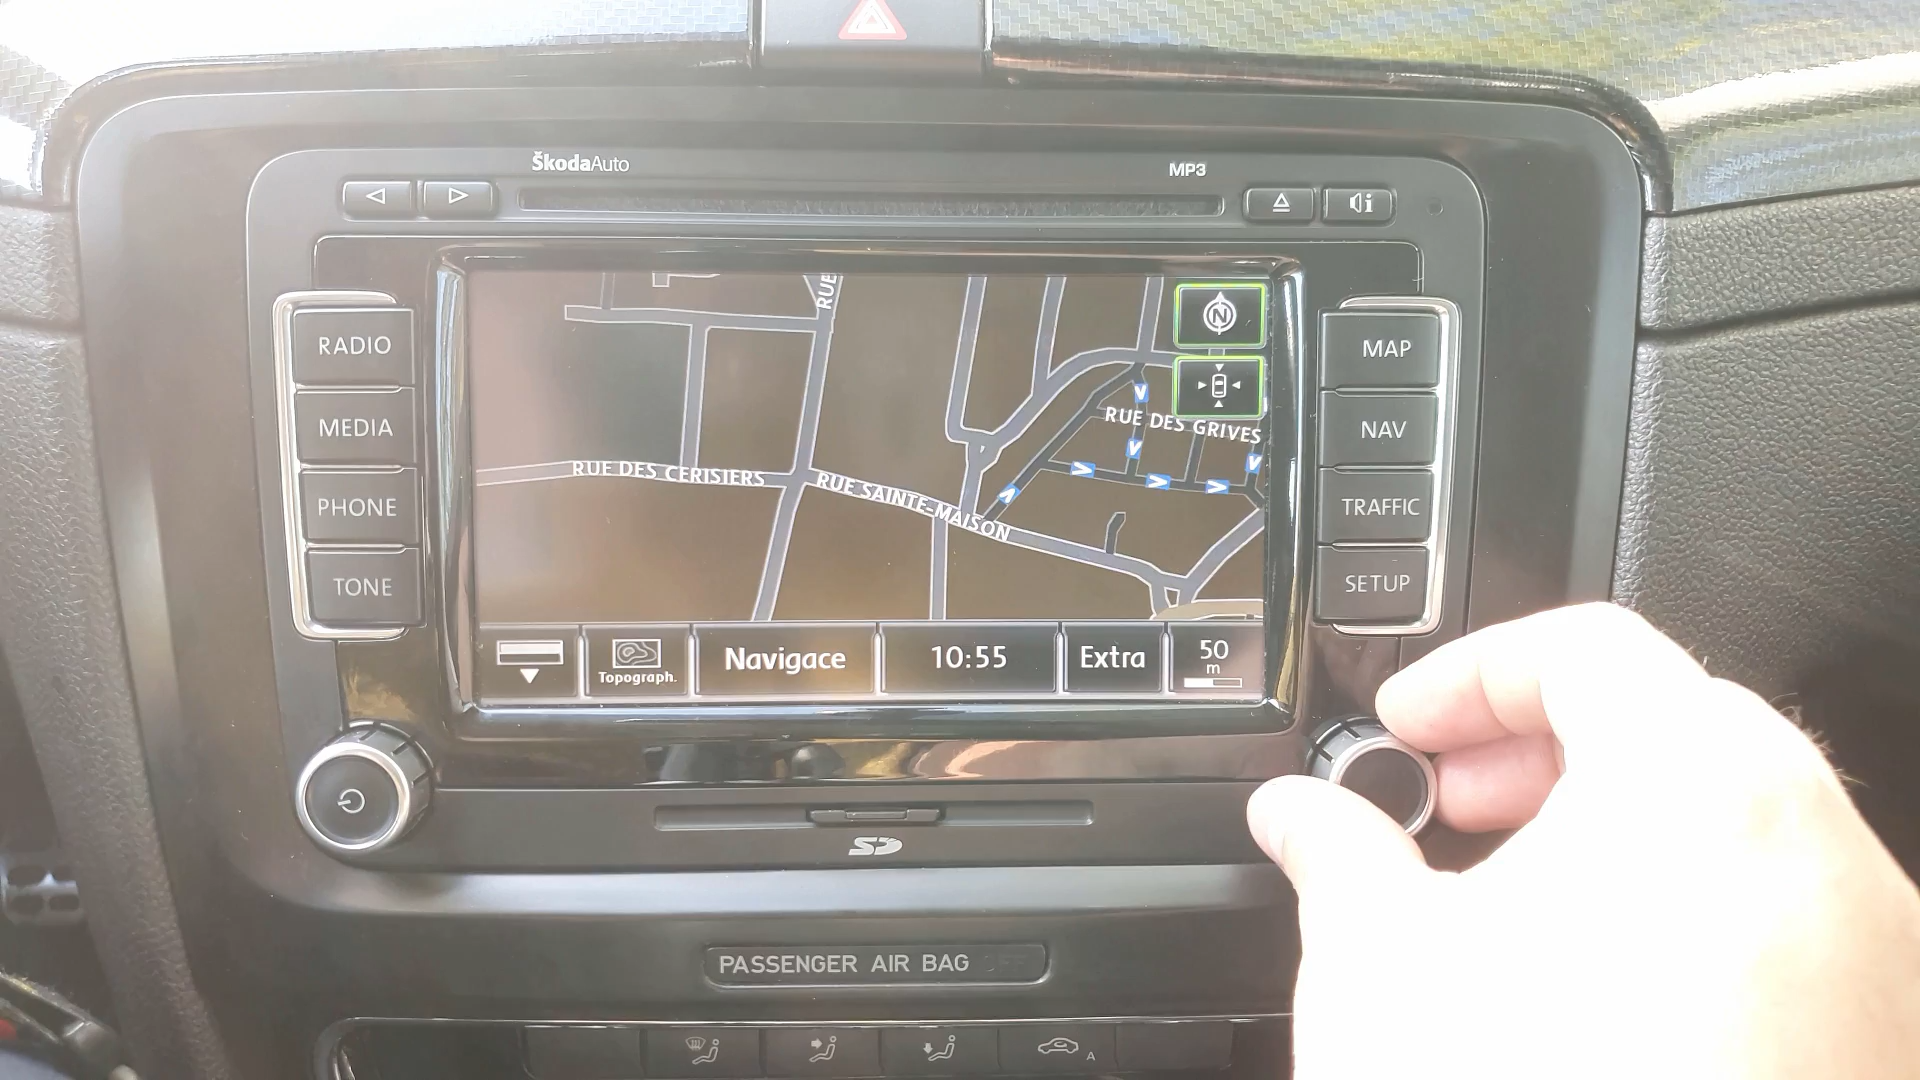 ŠkodaAuto
MP3
RADIO
MEDIA
PHONE
TONE
RUE
N
RUE DES GRIVES
RUE DES CERISIERS
RUE SAINTE-MAISON
Topograph.
Navigace
10:55
Extra
50
m
MAP
NAV
TRAFFIC
SETUP
SD
PASSENGER AIR BAG OFF
A